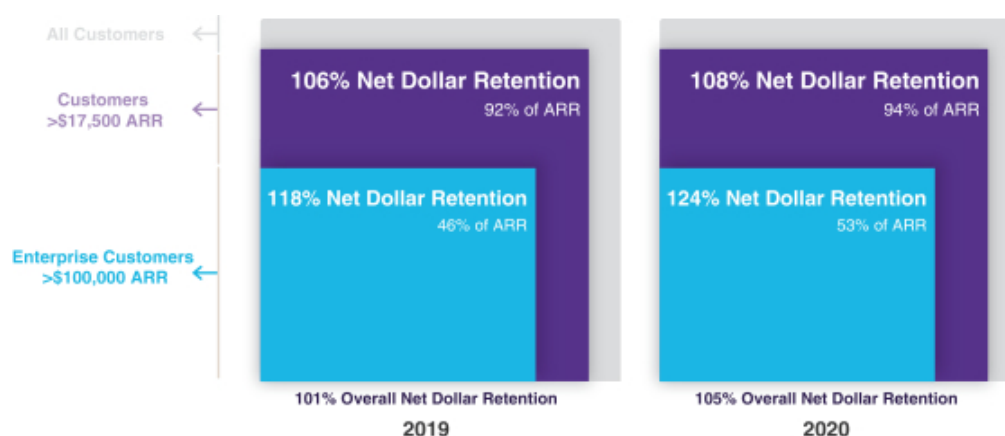 All Customers
Customers
>$17,500 ARR
Enterprise Customers
>$100,000 ARR
106% Net Dollar Retention
92% of ARR
118% Net Dollar Retention
46% of ARR
101% Overall Net Dollar Retention
2019
108% Net Dollar Retention
94% of ARR
124% Net Dollar Retention
53% of ARR
105% Overall Net Dollar Retention
2020